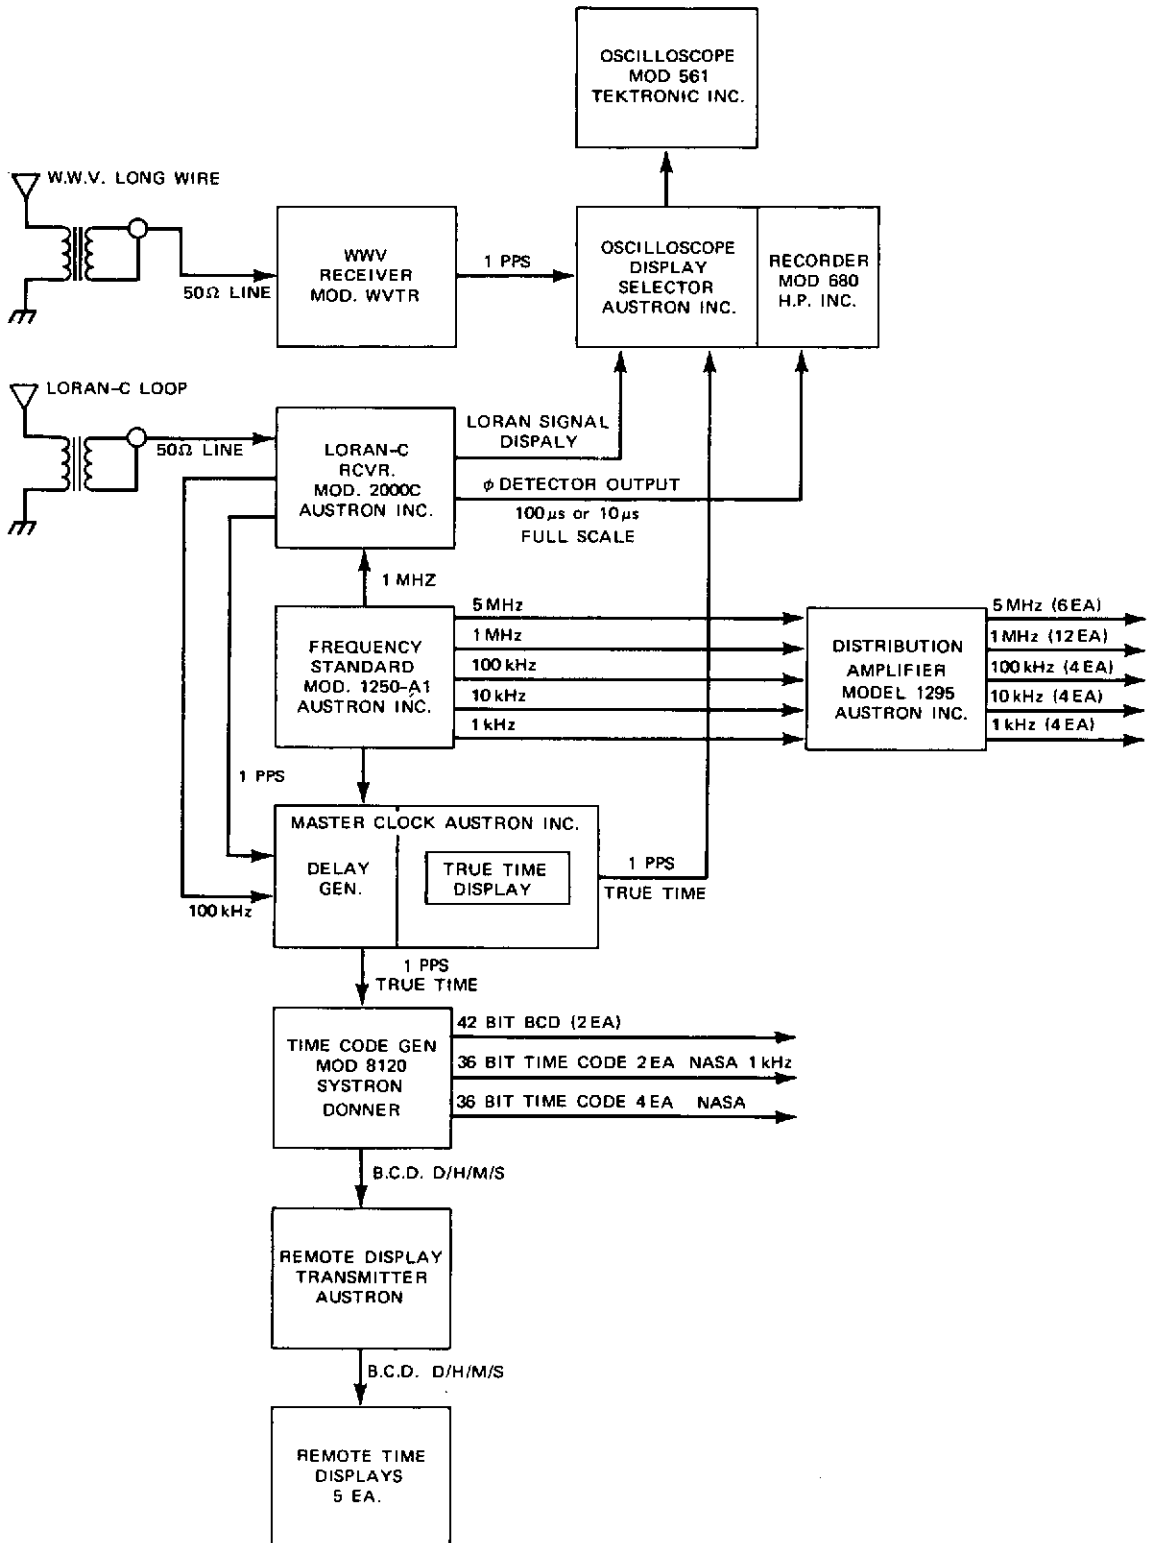 OSCILLOSCOPE
MOD 561
TEKTRONIC INC.
W.W.V. LONG WIRE
50Ω LINE
WWV
RECEIVER
MOD. WVTR
1 PPS
OSCILLOSCOPE
DISPLAY
SELECTOR
AUSTRON INC.
RECORDER
MOD 680
H.P. INC.
LORAN-C LOOP
50Ω LINE
LORAN-C
RCVR.
MOD. 2000C
AUSTRON INC.
LORAN SIGNAL
DISPALY
φ DETECTOR OUTPUT
100μs or 10μs
FULL SCALE
1 MHZ
FREQUENCY
STANDARD
MOD. 1250-A1
AUSTRON INC.
5 MHz
1 MHz
100 kHz
10 kHz
1 kHz
DISTRIBUTION
AMPLIFIER
MODEL 1295
AUSTRON INC.
5 MHz (6 EA)
1 MHz (12 EA)
100 kHz (4 EA)
10 kHz (4 EA)
1 kHz (4 EA)
1 PPS
100 kHz
MASTER CLOCK AUSTRON INC.
DELAY
GEN.
TRUE TIME
DISPLAY
1 PPS
TRUE TIME
1 PPS
TRUE TIME
TIME CODE GEN
MOD 8120
SYSTRON
DONNER
42 BIT BCD (2 EA)
36 BIT TIME CODE 2 EA NASA 1 kHz
36 BIT TIME CODE 4 EA NASA
B.C.D. D/H/M/S
REMOTE DISPLAY
TRANSMITTER
AUSTRON
B.C.D. D/H/M/S
REMOTE TIME
DISPLAYS
5 EA.